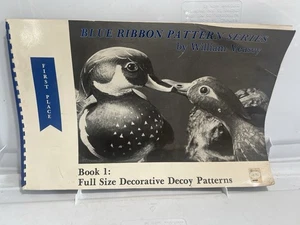 BLUE RIBBON PATTERN SERIES
by William Veasey
FIRST PLACE
Book 1:
Full Size Decorative Decoy Patterns